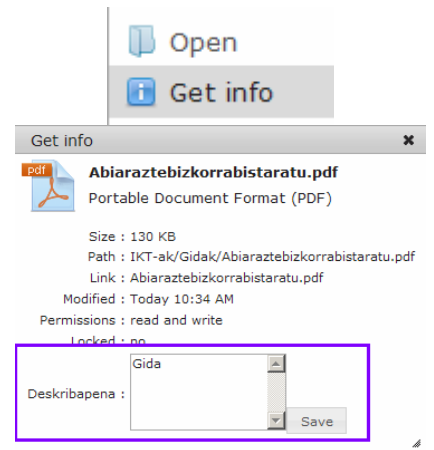 Open
Get info
Get info
pdf
Abiaraztebizkorrabistaratu.pdf
Portable Document Format (PDF)
Size : 130 KB
Path : IKT-ak/Gidak/Abiaraztebizkorrabistaratu.pdf
Link : Abiaraztebizkorrabistaratu.pdf
Modified : Today 10:34 AM
Permissions : read and write
Locked : no
Gida
Deskribapena :
Save